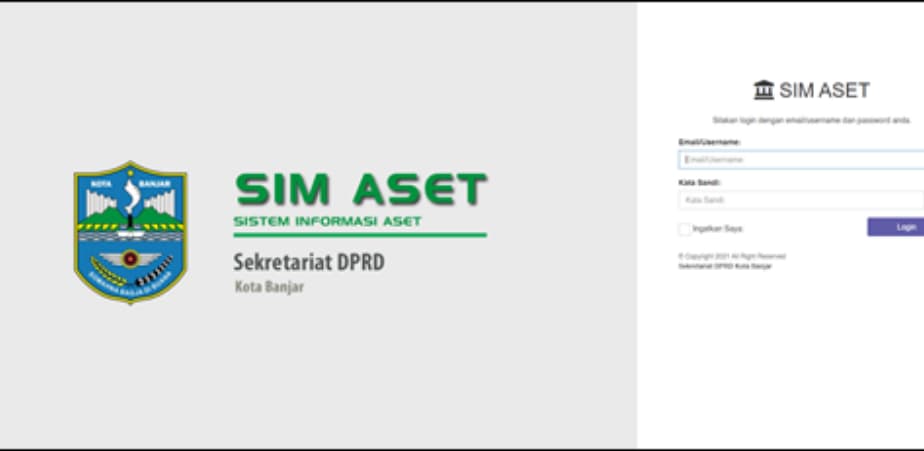 KOTA BANJAR
SIM ASET
SISTEM INFORMASI ASET
Sekretariat DPRD
Kota Banjar
SIM ASET
Silakan login dengan email/username dan password anda.
Email/Username:
Email/Username
Kata Sandi:
Kata Sandi
Ingatkan Saya
Login
© Copyright 2021 All Right Reserved
Sekretariat DPRD Kota Banjar